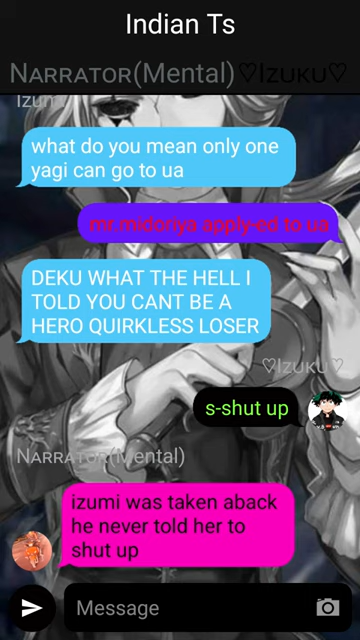 Indian Ts
Narrator(Mental) ♡Izuku♡
Izumi
what do you mean only one
yagi can go to ua
mr.midoriya apply-ed to ua
DEKU WHAT THE HELL I
TOLD YOU CANT BE A
HERO QUIRKLESS LOSER
♡Izuku♡
s-shut up
Narrator(Mental)
izumi was taken aback
he never told her to
shut up
Message